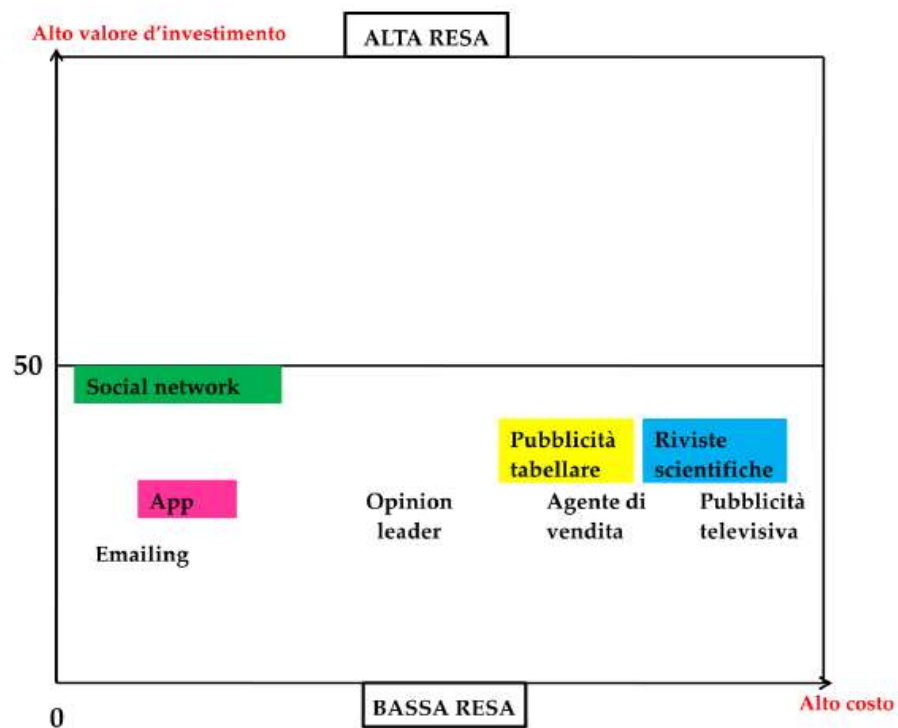 Alto valore d’investimento
ALTA RESA
50
Social network
Pubblicità
tabellare
Riviste
scientifiche
App
Opinion
leader
Agente di
vendita
Pubblicità
televisiva
Emailing
0
BASSA RESA
Alto costo